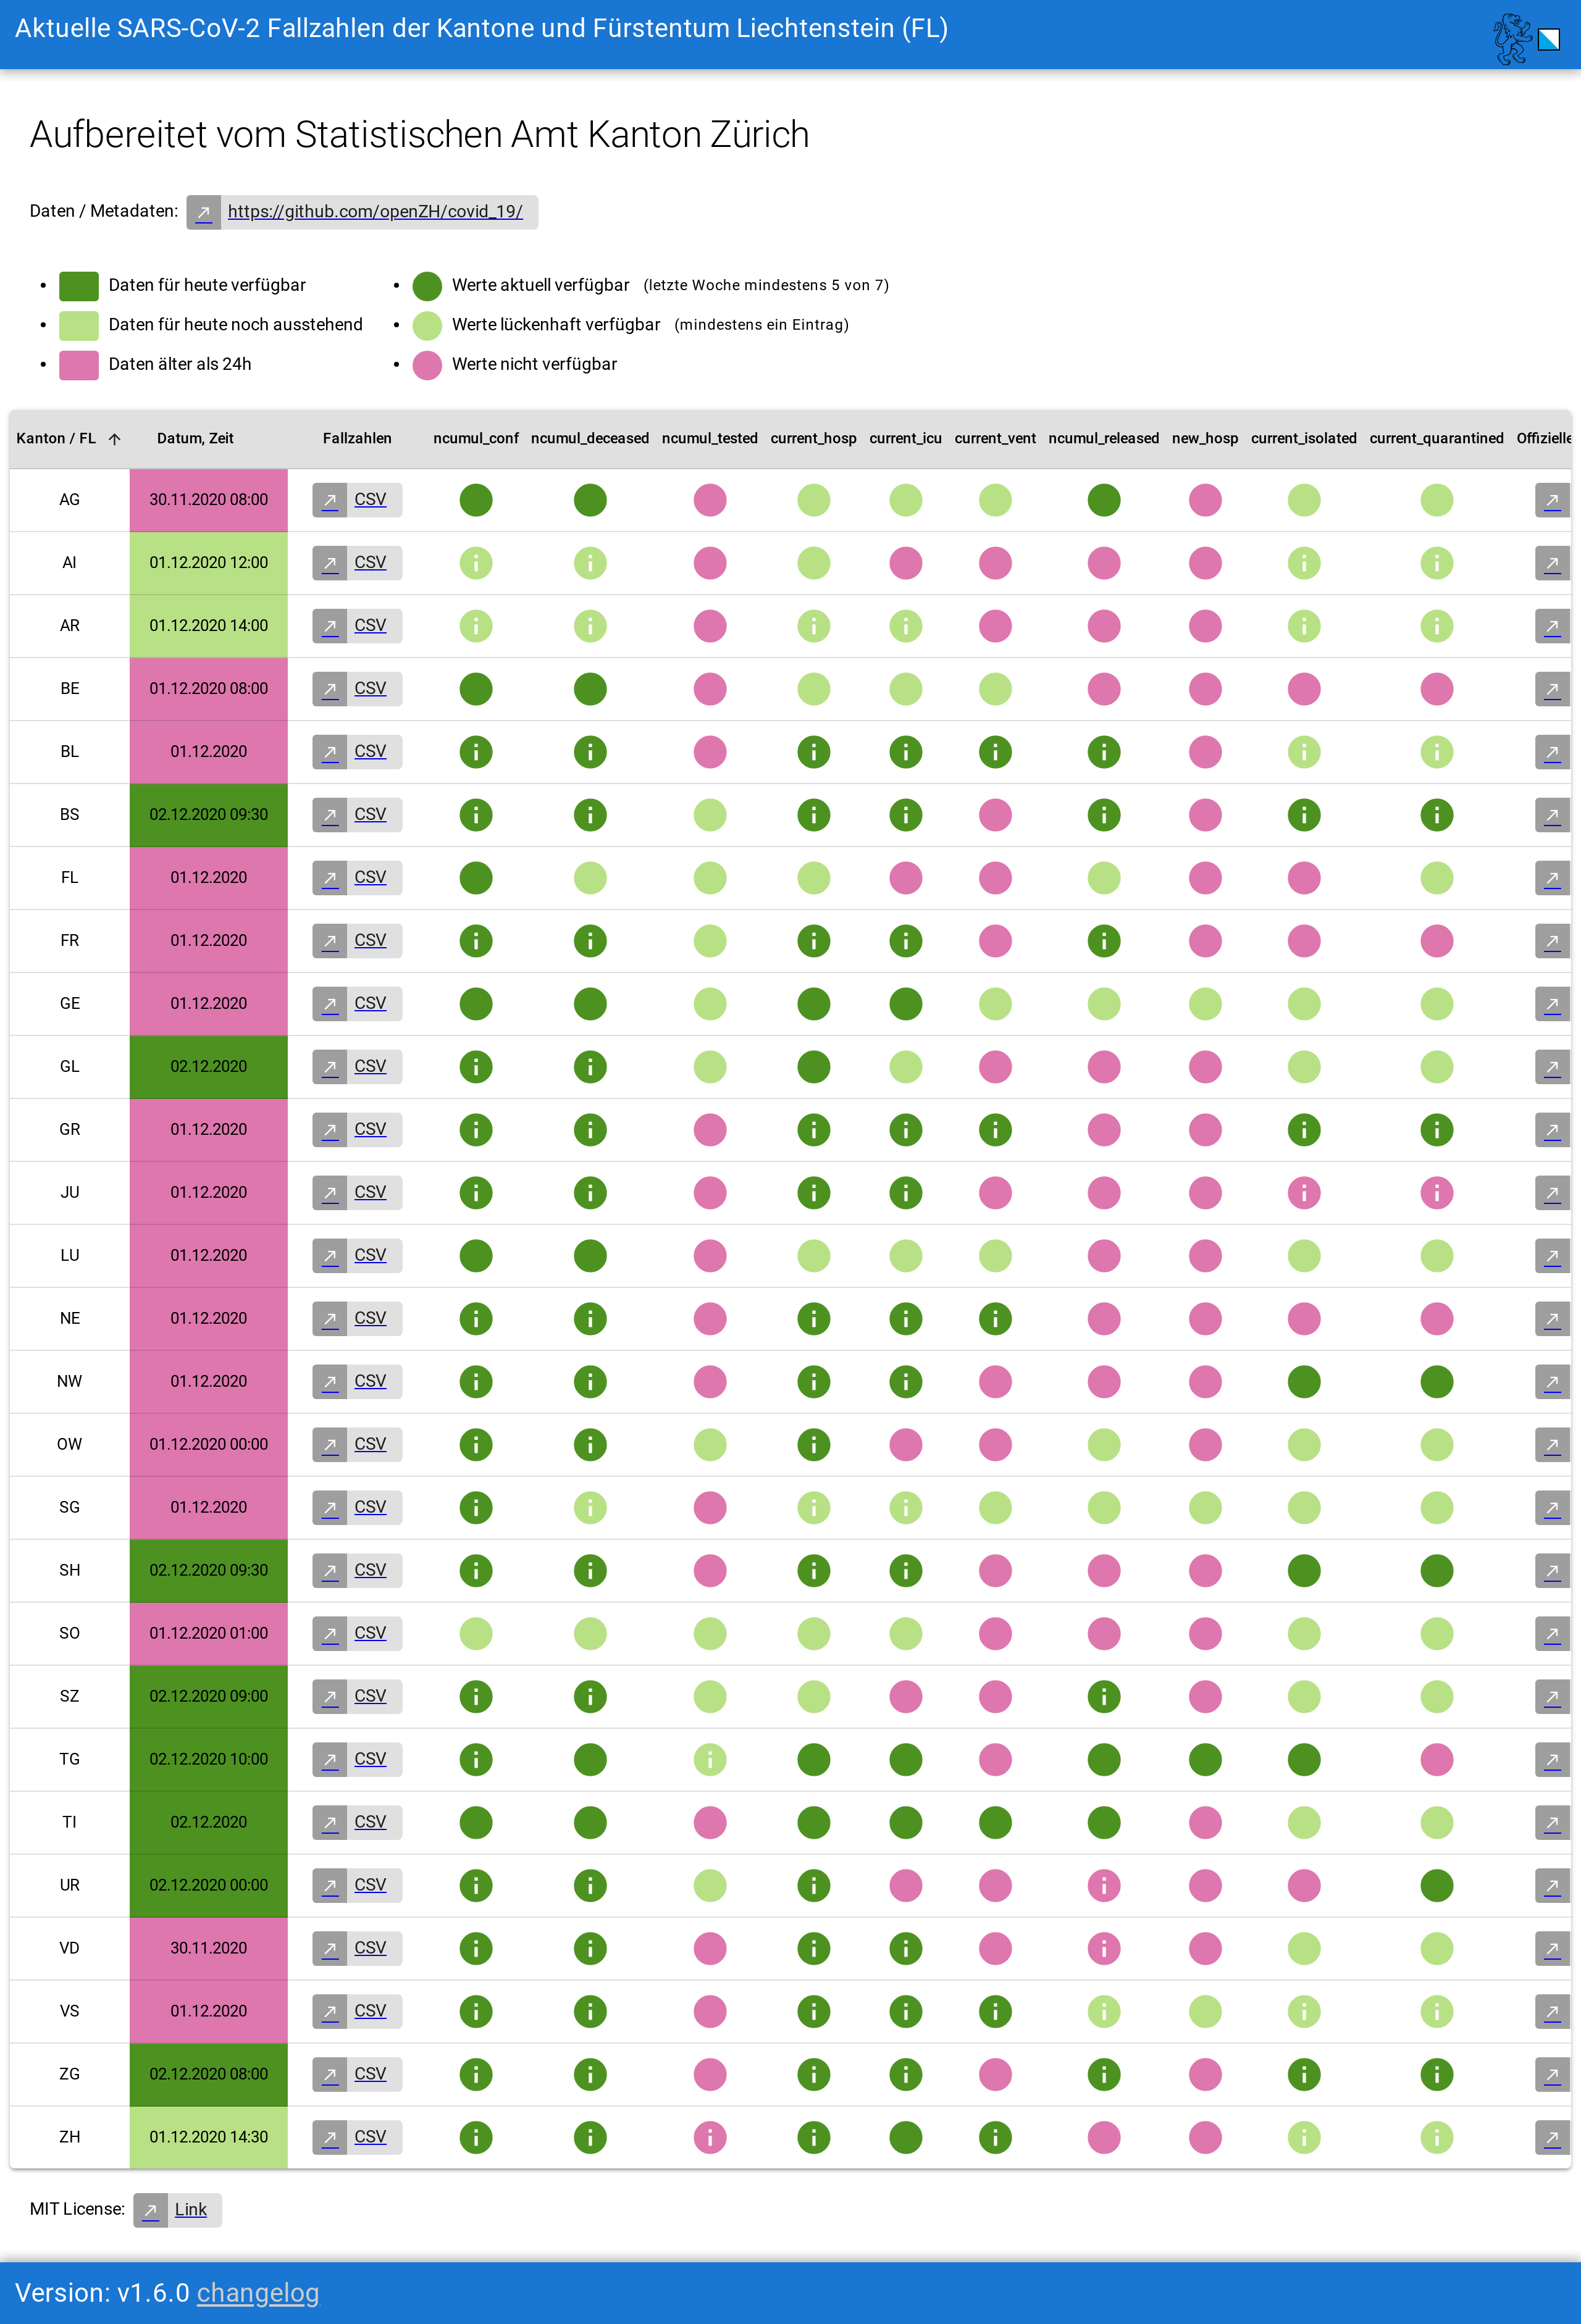 Aktuelle SARS-CoV-2 Fallzahlen der Kantone und Fürstentum Liechtenstein (FL)
Aufbereitet vom Statistischen Amt Kanton Zürich
Daten / Metadaten: https://github.com/openZH/covid_19/
Daten für heute verfügbar
Daten für heute noch ausstehend
Daten älter als 24h
Werte aktuell verfügbar (letzte Woche mindestens 5 von 7)
Werte lückenhaft verfügbar (mindestens ein Eintrag)
Werte nicht verfügbar
Kanton / FL Datum, Zeit Fallzahlen ncumul_conf ncumul_deceased ncumul_tested current_hosp current_icu current_vent ncumul_released new_hosp current_isolated current_quarantined Offizielle
AG 30.11.2020 08:00 CSV
AI 01.12.2020 12:00 CSV
AR 01.12.2020 14:00 CSV
BE 01.12.2020 08:00 CSV
BL 01.12.2020 CSV
BS 02.12.2020 09:30 CSV
FL 01.12.2020 CSV
FR 01.12.2020 CSV
GE 01.12.2020 CSV
GL 02.12.2020 CSV
GR 01.12.2020 CSV
JU 01.12.2020 CSV
LU 01.12.2020 CSV
NE 01.12.2020 CSV
NW 01.12.2020 CSV
OW 01.12.2020 00:00 CSV
SG 01.12.2020 CSV
SH 02.12.2020 09:30 CSV
SO 01.12.2020 01:00 CSV
SZ 02.12.2020 09:00 CSV
TG 02.12.2020 10:00 CSV
TI 02.12.2020 CSV
UR 02.12.2020 00:00 CSV
VD 30.11.2020 CSV
VS 01.12.2020 CSV
ZG 02.12.2020 08:00 CSV
ZH 01.12.2020 14:30 CSV
MIT License: Link
Version: v1.6.0 changelog